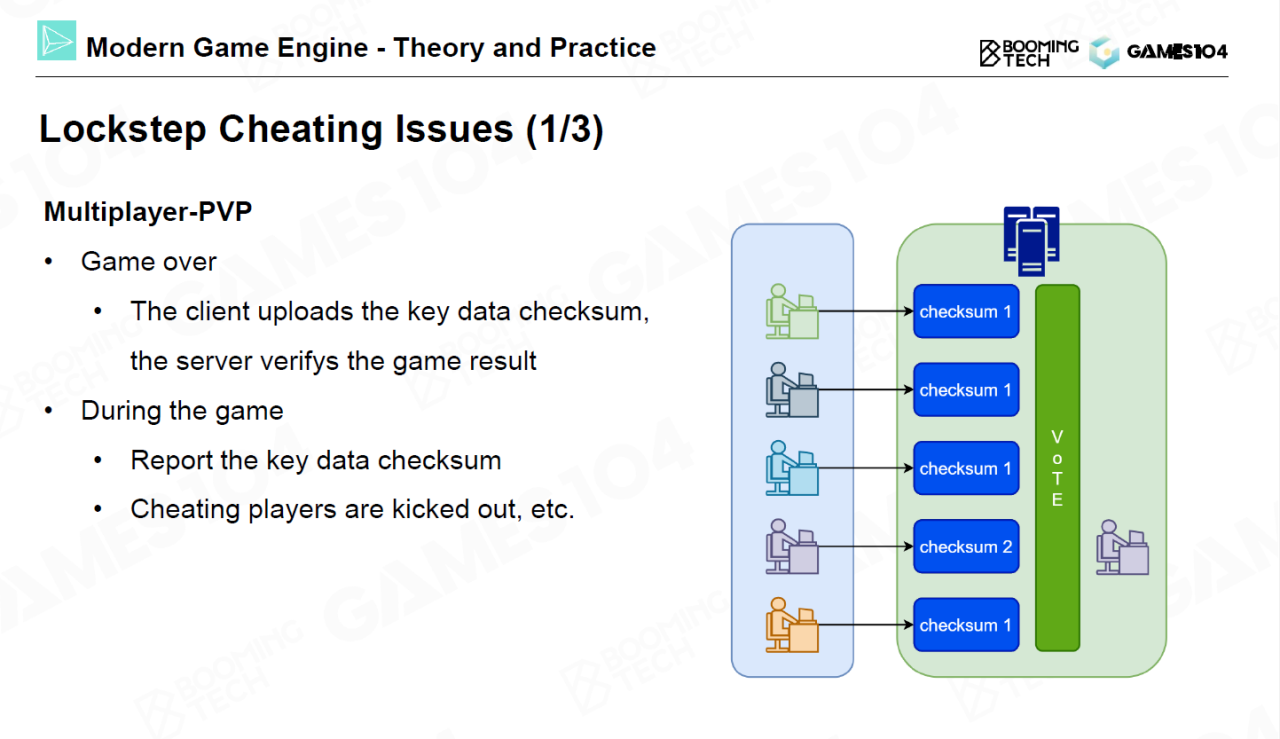 Modern Game Engine - Theory and Practice
BOOMING
TECH
GAMES104
Lockstep Cheating Issues (1/3)
Multiplayer-PVP
• Game over
• The client uploads the key data checksum,
the server verifys the game result
• During the game
• Report the key data checksum
• Cheating players are kicked out, etc.
checksum 1
checksum 1
checksum 1
checksum 2
checksum 1
V
o
T
E